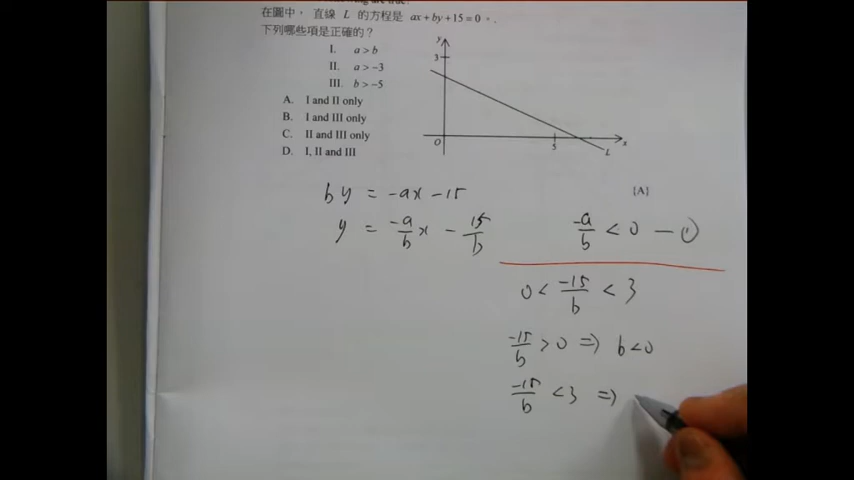 在圖中， 直線 L 的方程是 ax+by+15=0 。
下列哪些項是正確的？
I. a>b
II. a>−3
III. b>−5
A. I and II only
B. I and III only
C. II and III only
D. I, II and III
y
3
O
5
x
L
{A}
by = -ax -15
y = -a/b x - 15/b
-a/b < 0 — ①
0 < -15/b < 3
-15/b > 0 ⇒ b<0
-15/b < 3 ⇒